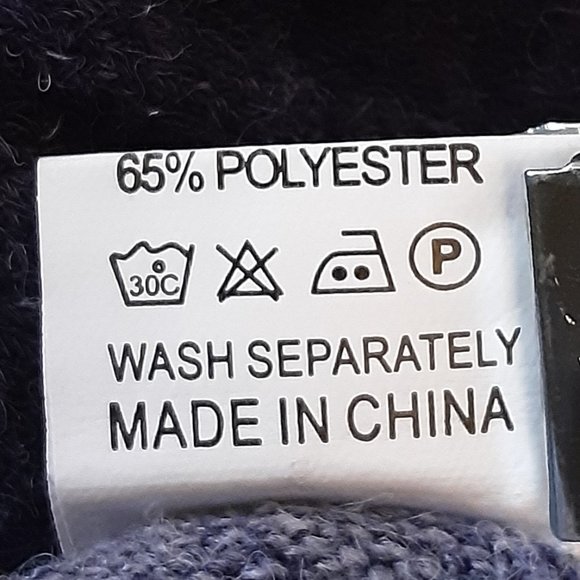 65% POLYESTER
30C P
WASH SEPARATELY
MADE IN CHINA